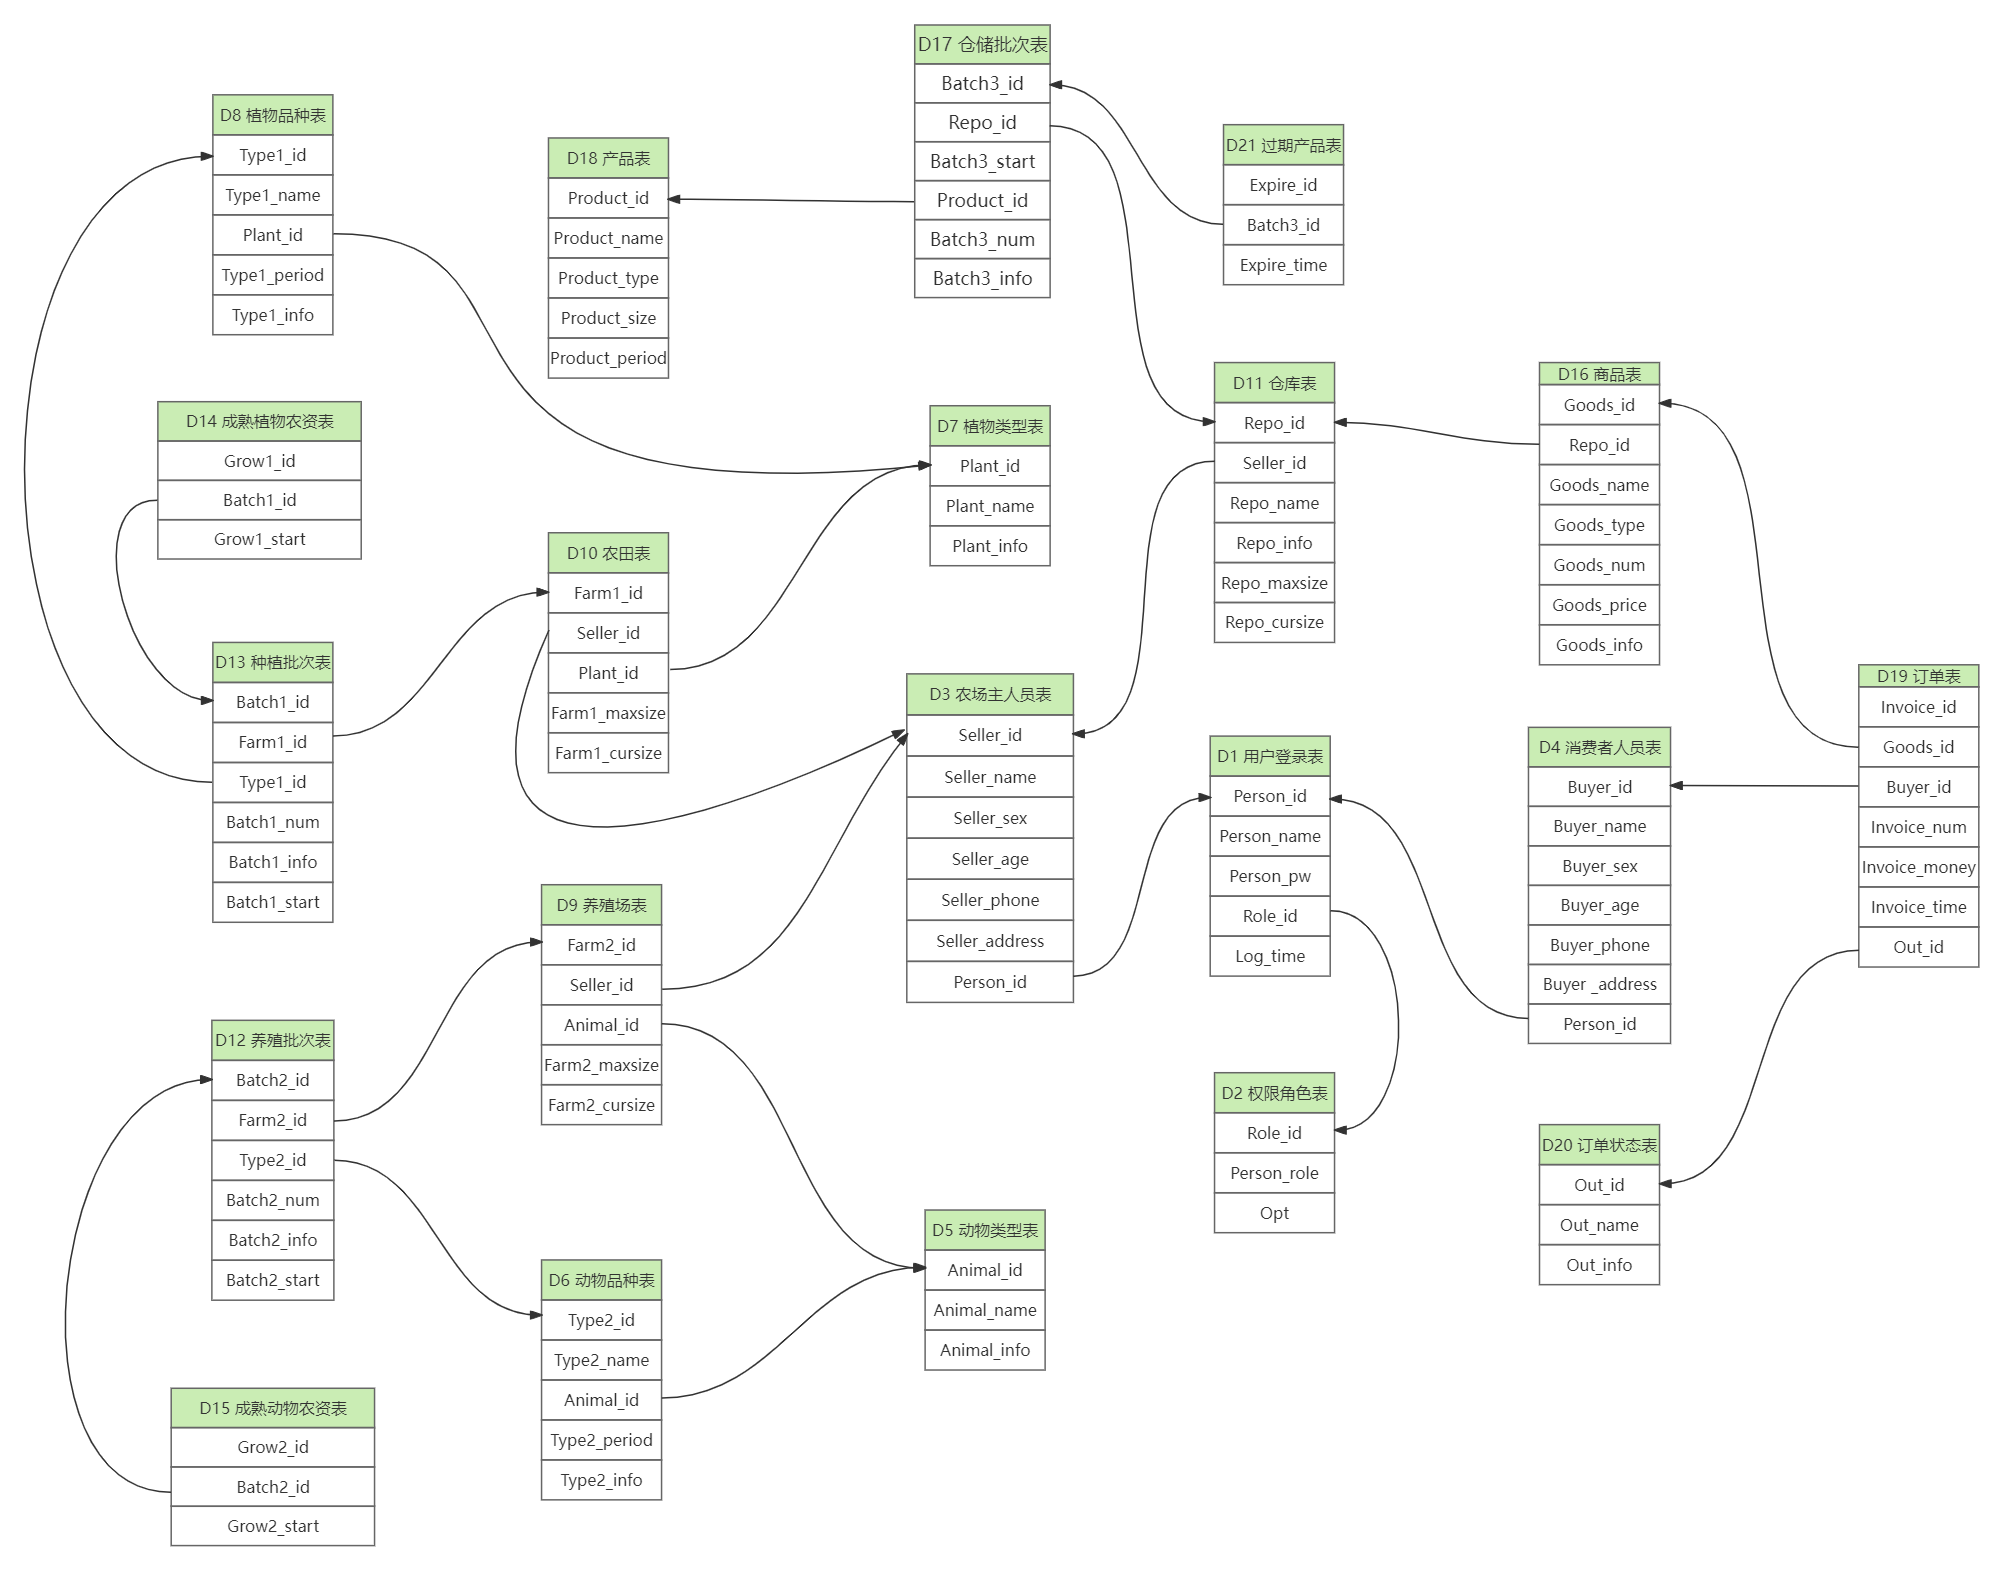 D17 仓储批次表
Batch3_id
Repo_id
Batch3_start
Product_id
Batch3_num
Batch3_info
D8 植物品种表
Type1_id
Type1_name
Plant_id
Type1_period
Type1_info
D18 产品表
Product_id
Product_name
Product_type
Product_size
Product_period
D21 过期产品表
Expire_id
Batch3_id
Expire_time
D14 成熟植物农资表
Grow1_id
Batch1_id
Grow1_start
D7 植物类型表
Plant_id
Plant_name
Plant_info
D11 仓库表
Repo_id
Seller_id
Repo_name
Repo_info
Repo_maxsize
Repo_cursize
D16 商品表
Goods_id
Repo_id
Goods_name
Goods_type
Goods_num
Goods_price
Goods_info
D10 农田表
Farm1_id
Seller_id
Plant_id
Farm1_maxsize
Farm1_cursize
D13 种植批次表
Batch1_id
Farm1_id
Type1_id
Batch1_num
Batch1_info
Batch1_start
D3 农场主人员表
Seller_id
Seller_name
Seller_sex
Seller_age
Seller_phone
Seller_address
Person_id
D1 用户登录表
Person_id
Person_name
Person_pw
Role_id
Log_time
D4 消费者人员表
Buyer_id
Buyer_name
Buyer_sex
Buyer_age
Buyer_phone
Buyer _address
Person_id
D19 订单表
Invoice_id
Goods_id
Buyer_id
Invoice_num
Invoice_money
Invoice_time
Out_id
D9 养殖场表
Farm2_id
Seller_id
Animal_id
Farm2_maxsize
Farm2_cursize
D12 养殖批次表
Batch2_id
Farm2_id
Type2_id
Batch2_num
Batch2_info
Batch2_start
D2 权限角色表
Role_id
Person_role
Opt
D20 订单状态表
Out_id
Out_name
Out_info
D6 动物品种表
Type2_id
Type2_name
Animal_id
Type2_period
Type2_info
D5 动物类型表
Animal_id
Animal_name
Animal_info
D15 成熟动物农资表
Grow2_id
Batch2_id
Grow2_start